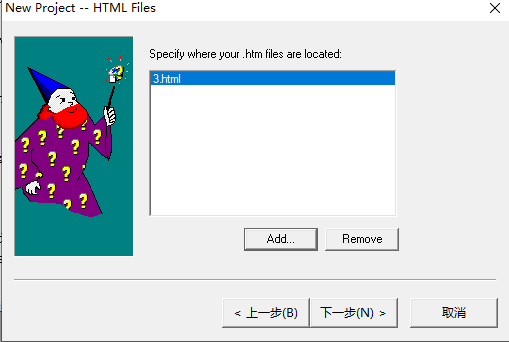 New Project -- HTML Files
Specify where your .htm files are located:
3.html
Add...
Remove
< 上一步(B)
下一步(N) >
取消